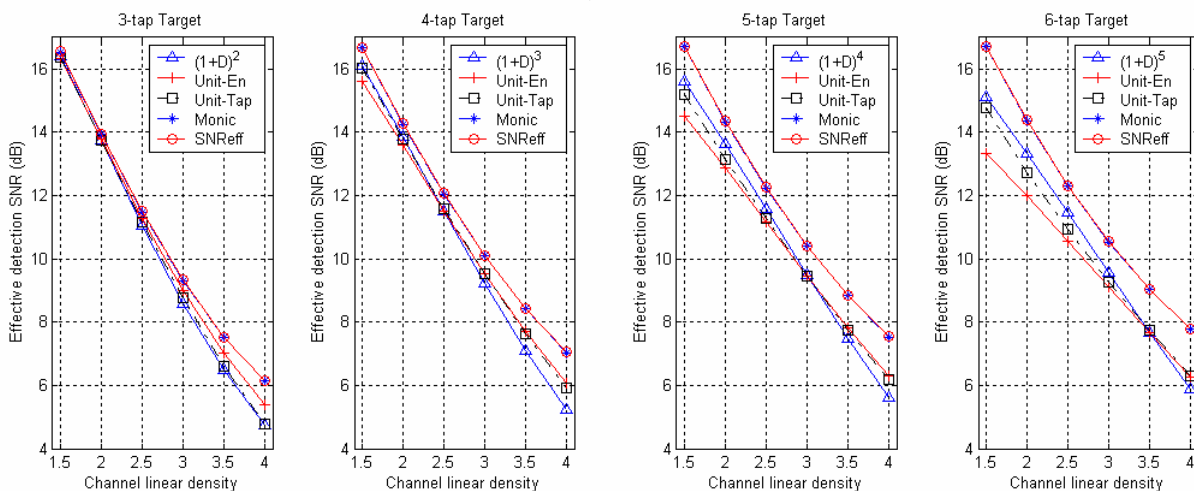 3-tap Target
Effective detection SNR (dB)
16
14
12
10
8
6
4
(1+D)²
Unit-En
Unit-Tap
Monic
SNReff
1.5 2 2.5 3 3.5 4
Channel linear density
4-tap Target
Effective detection SNR (dB)
16
14
12
10
8
6
4
(1+D)³
Unit-En
Unit-Tap
Monic
SNReff
1.5 2 2.5 3 3.5 4
Channel linear density
5-tap Target
Effective detection SNR (dB)
16
14
12
10
8
6
4
(1+D)⁴
Unit-En
Unit-Tap
Monic
SNReff
1.5 2 2.5 3 3.5 4
Channel linear density
6-tap Target
Effective detection SNR (dB)
16
14
12
10
8
6
4
(1+D)⁵
Unit-En
Unit-Tap
Monic
SNReff
1.5 2 2.5 3 3.5 4
Channel linear density